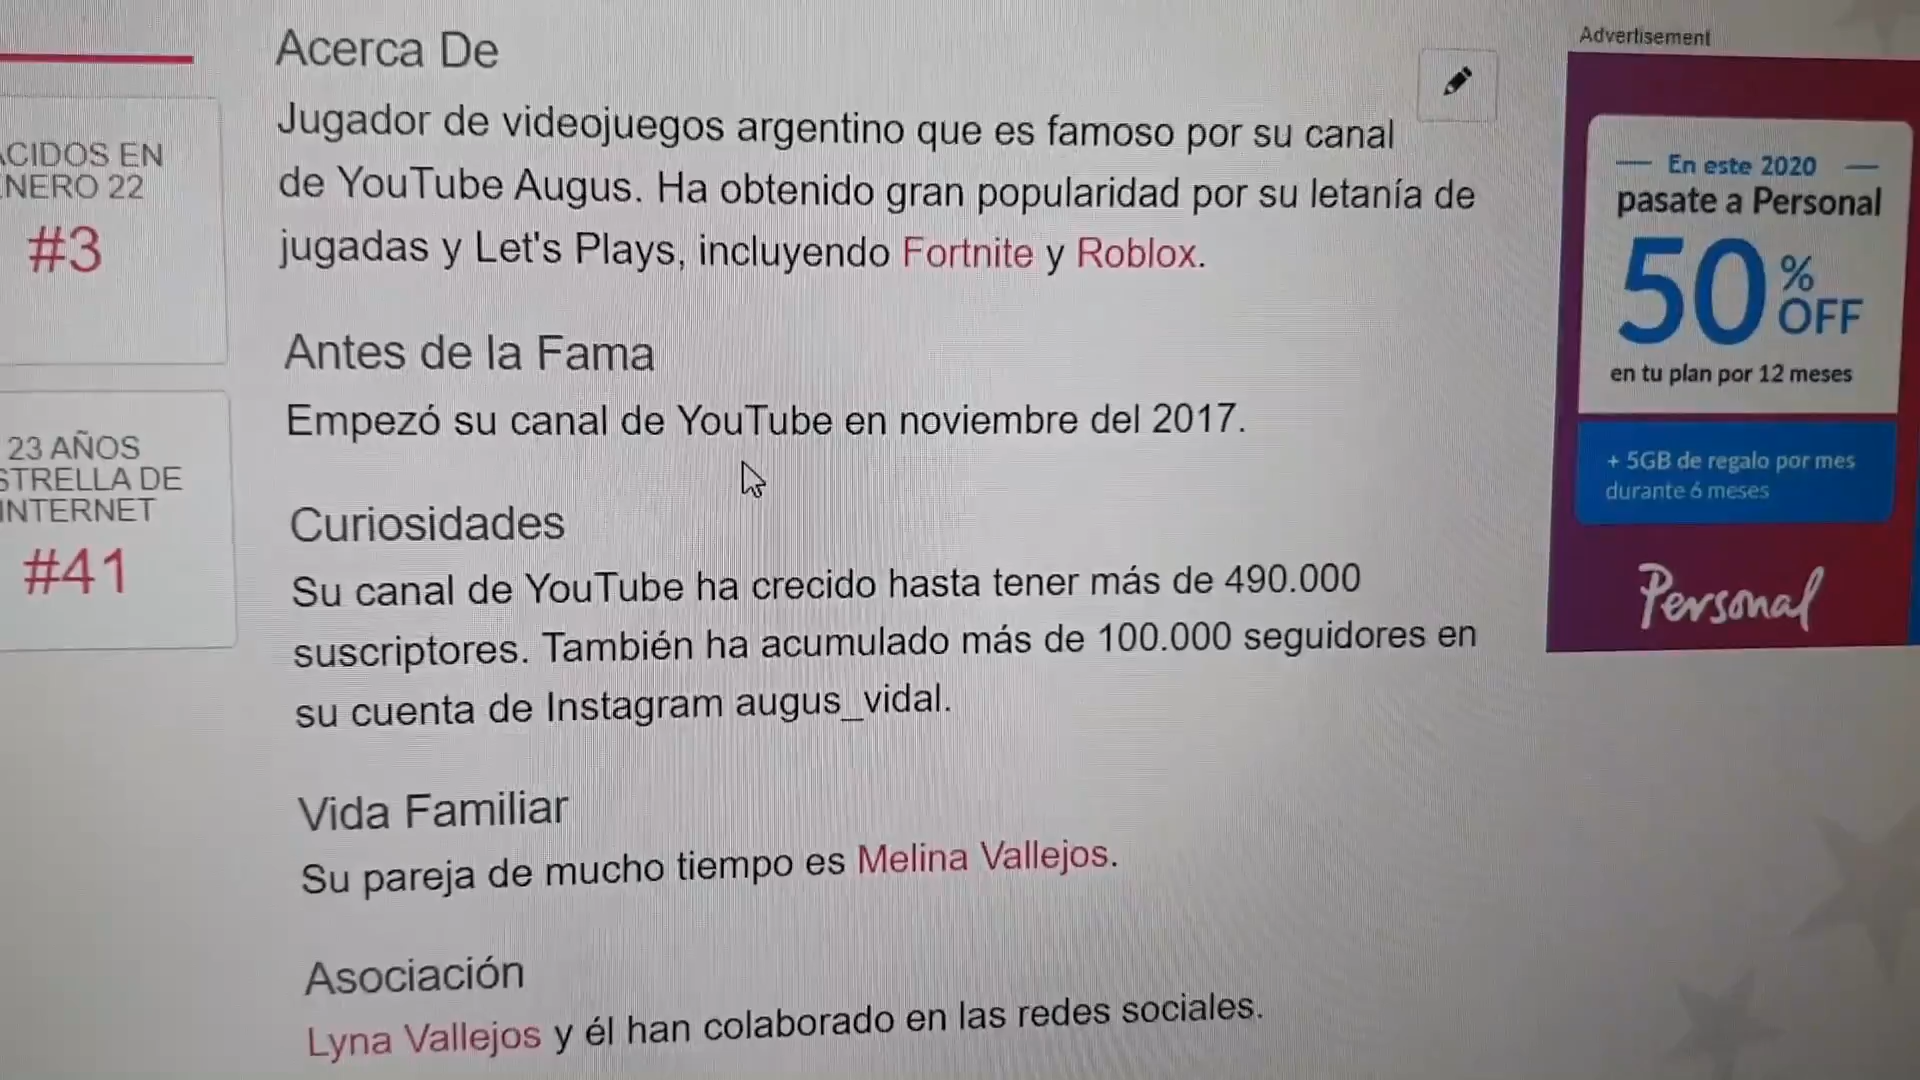 Acerca De
Jugador de videojuegos argentino que es famoso por su canal
de YouTube Augus. Ha obtenido gran popularidad por su letanía de
jugadas y Let's Plays, incluyendo Fortnite y Roblox.
Antes de la Fama
Empezó su canal de YouTube en noviembre del 2017.
Curiosidades
Su canal de YouTube ha crecido hasta tener más de 490.000
suscriptores. También ha acumulado más de 100.000 seguidores en
su cuenta de Instagram augus_vidal.
Vida Familiar
Su pareja de mucho tiempo es Melina Vallejos.
Asociación
Lyna Vallejos y él han colaborado en las redes sociales.
ACIDOS EN
NERO 22
#3
23 AÑOS
STRELLA DE
INTERNET
#41
Advertisement
En este 2020
pasate a Personal
50%
OFF
en tu plan por 12 meses
+ 5GB de regalo por mes
durante 6 meses
Personal